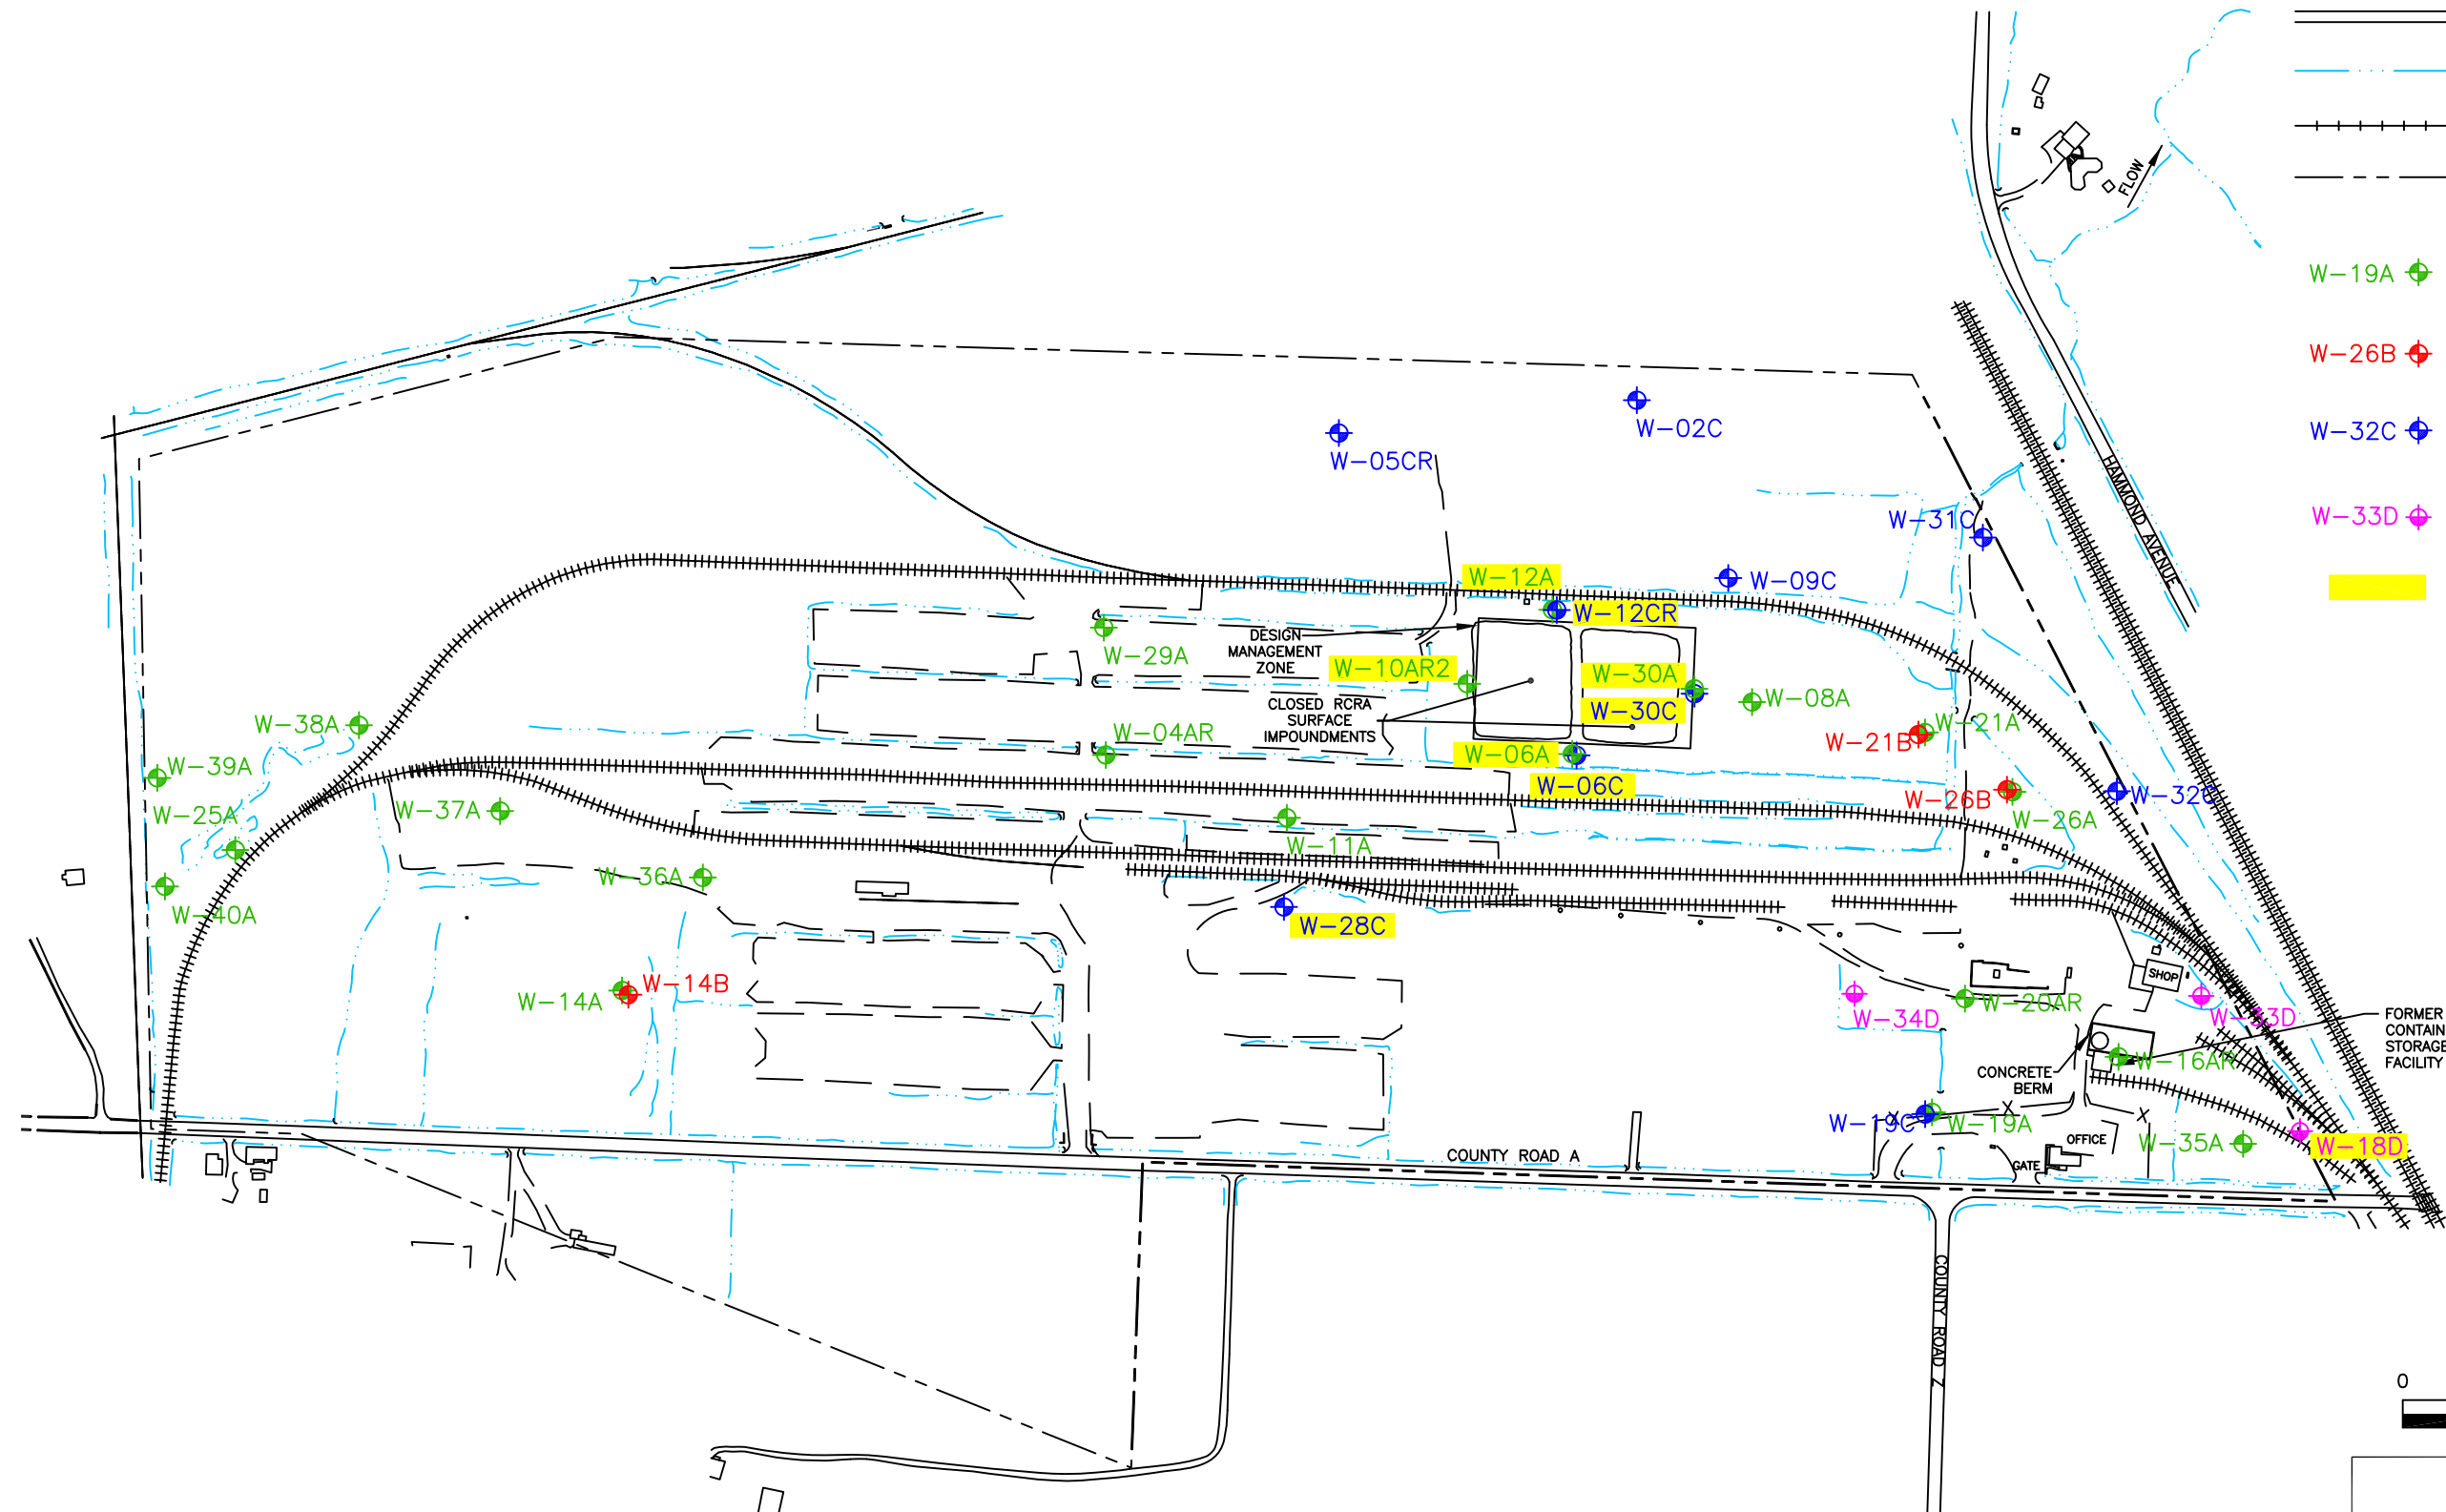 FLOW
W-19A
W-26B
W-32C
W-33D
W-02C
W-05CR
HAMMOND AVENUE
W-31C
W-12A
W-09C
W-12CR
DESIGN
MANAGEMENT
ZONE
W-29A
W-10AR2
W-30A
W-30C
W-08A
CLOSED RCRA
SURFACE
IMPOUNDMENTS
W-38A
W-04AR
W-21A
W-21B
W-39A
W-06A
W-06C
W-25A
W-37A
W-26B
W-32C
W-26A
W-11A
W-36A
W-40A
W-28C
W-14B
W-14A
SHOP
W-20AR
W-34D
W-33D
FORMER
CONTAIN
STORAGE
FACILITY
W-16AR
CONCRETE
BERM
X
X
X
W-19C
W-19A
OFFICE
W-35A
W-18D
COUNTY ROAD A
GATE
COUNTY ROAD Z
0